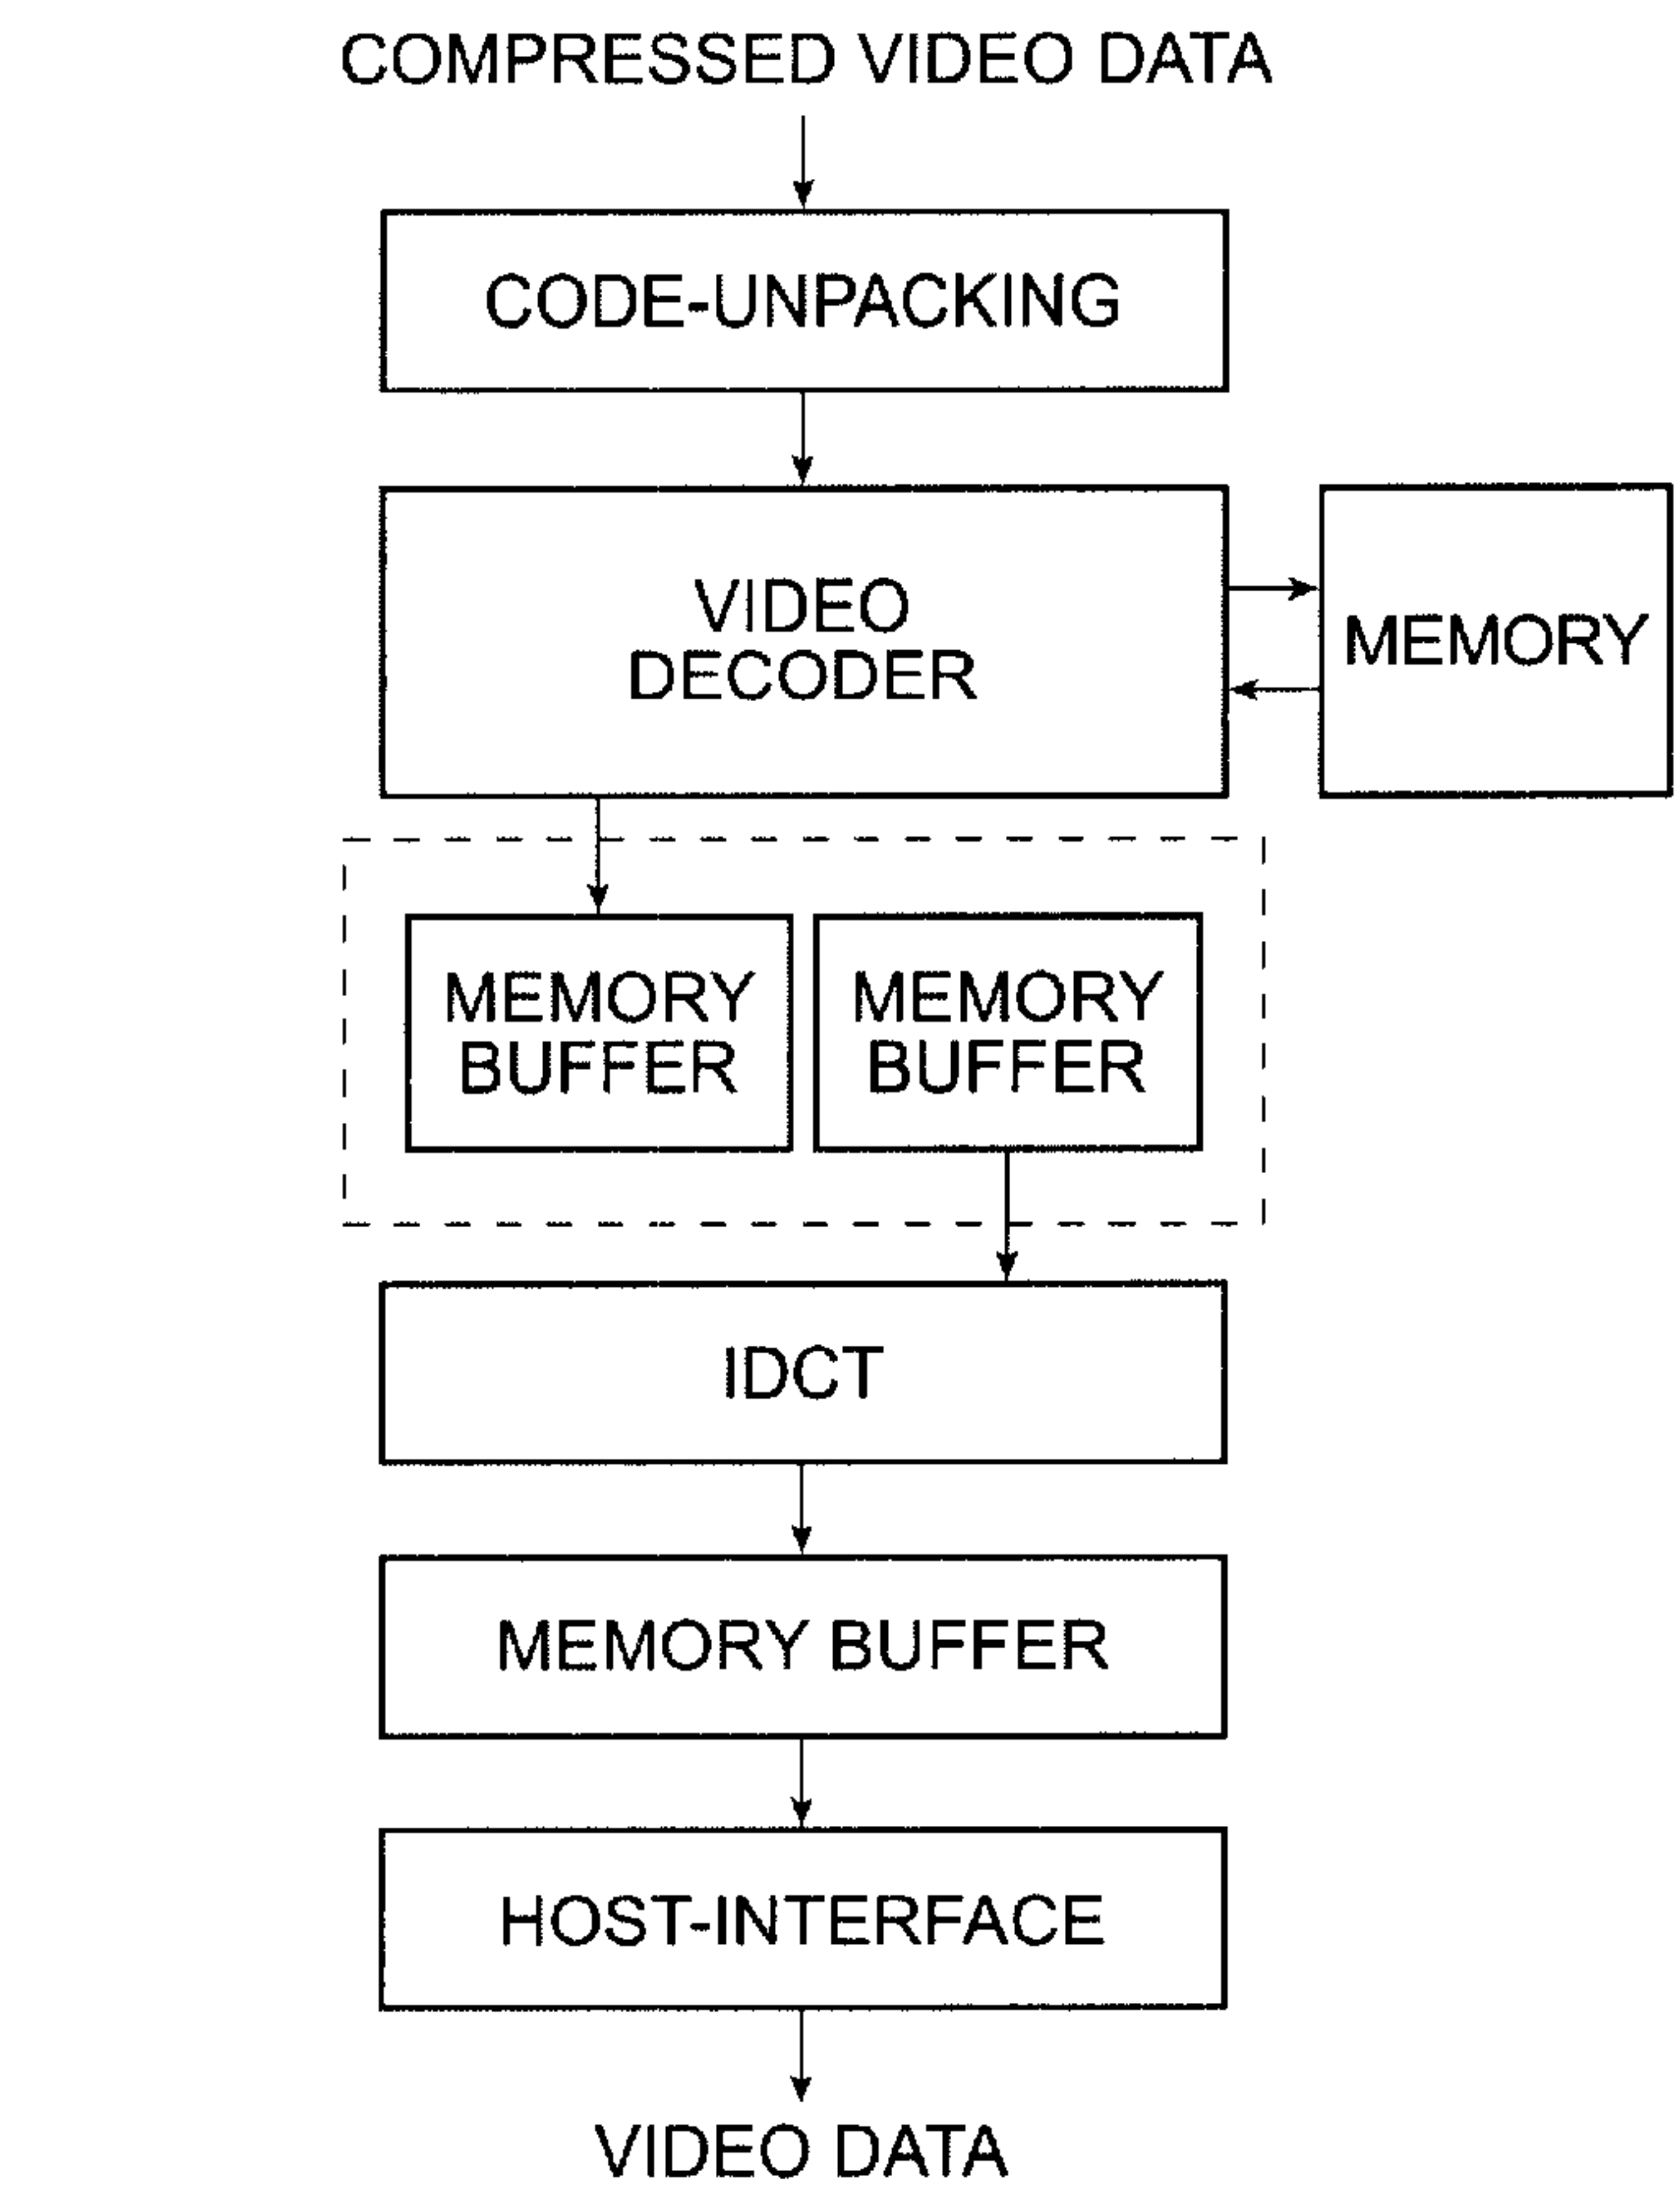 COMPRESSED VIDEO DATA
CODE-UNPACKING
VIDEO
DECODER
MEMORY
MEMORY
BUFFER
MEMORY
BUFFER
IDCT
MEMORY BUFFER
HOST-INTERFACE
VIDEO DATA